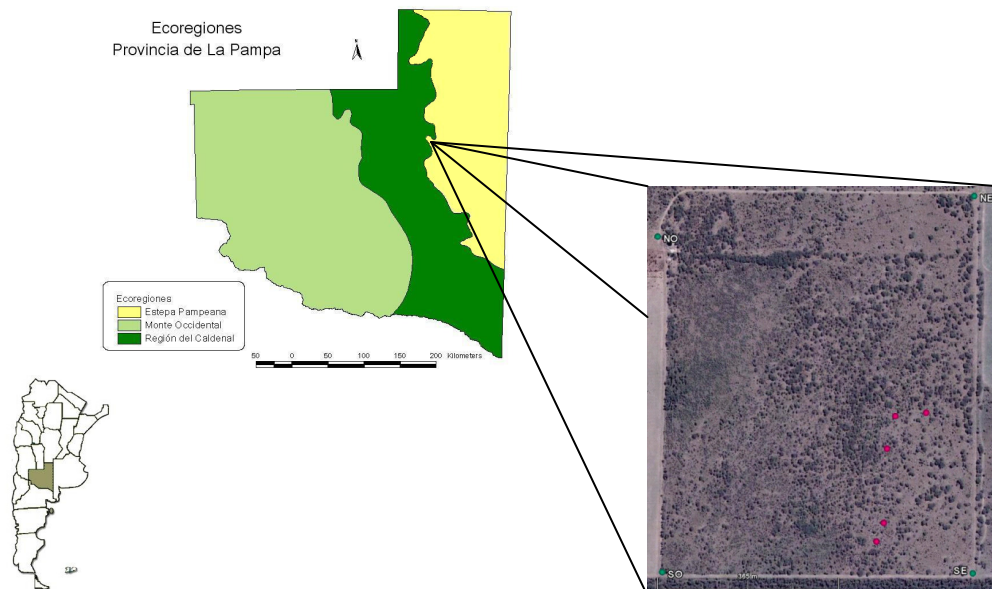 Ecoregiones
Provincia de La Pampa
N
Ecoregiones
Estepa Pampeana
Monte Occidental
Región del Caldenal
50 0 50 100 150 200 Kilometers
NE
NO
SO
SE
365 m